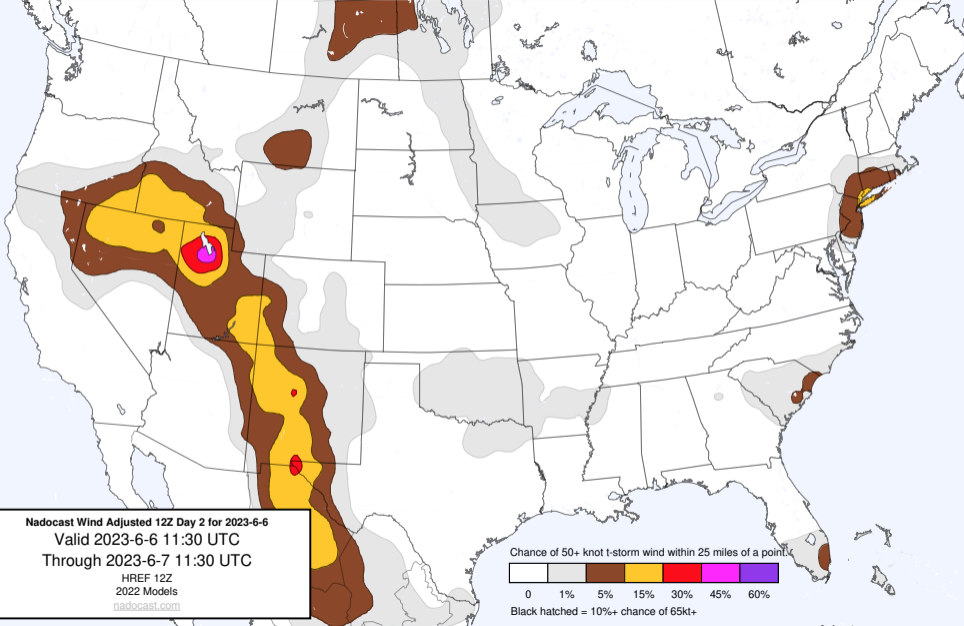 Nadocast Wind Adjusted 12Z Day 2 for 2023-6-6
Valid 2023-6-6 11:30 UTC
Through 2023-6-7 11:30 UTC
HREF 12Z
2022 Models
nadocast.com
Chance of 50+ knot t-storm wind within 25 miles of a point.
0 1% 5% 15% 30% 45% 60%
Black hatched = 10%+ chance of 65kt+